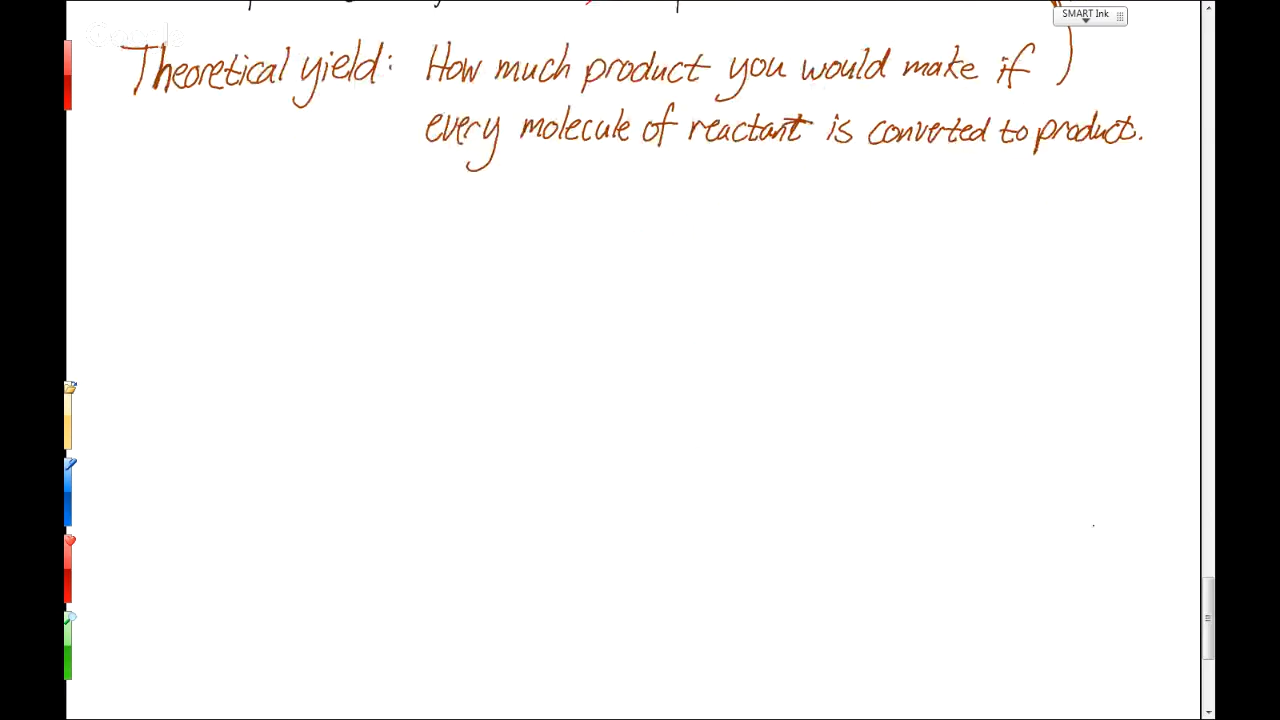 SMART Ink
Google
Theoretical yield: How much product you would make if
every molecule of reactant is converted to product.